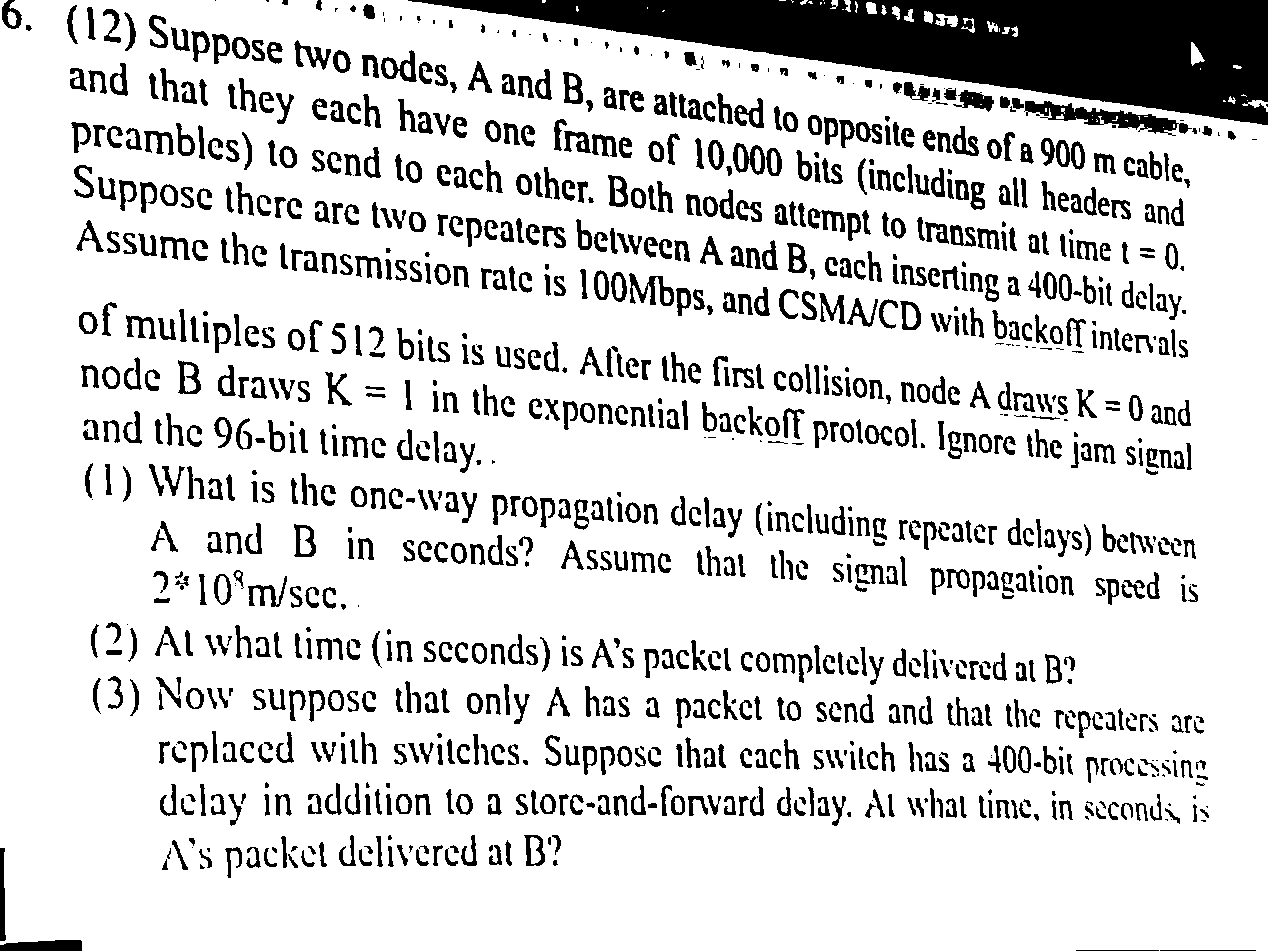 6. (12) Suppose two nodes, A and B, are attached to opposite ends of a 900 m cable,
and that they each have one frame of 10,000 bits (including all headers and
preambles) to send to each other. Both nodes attempt to transmit at time t = 0.
Suppose there are two repeaters between A and B, each inserting a 400-bit delay.
Assume the transmission rate is 100Mbps, and CSMA/CD with backoff intervals
of multiples of 512 bits is used. After the first collision, node A draws K = 0 and
node B draws K = 1 in the exponential backoff protocol. Ignore the jam signal
and the 96-bit time delay. .
(1) What is the one-way propagation delay (including repeater delays) between
A and B in seconds? Assume that the signal propagation speed is
2*10⁸m/sec. .
(2) At what time (in seconds) is A's packet completely delivered at B?
(3) Now suppose that only A has a packet to send and that the repeaters are
replaced with switches. Suppose that each switch has a 400-bit processing
delay in addition to a store-and-forward delay. At what time, in seconds, is
A's packet delivered at B?